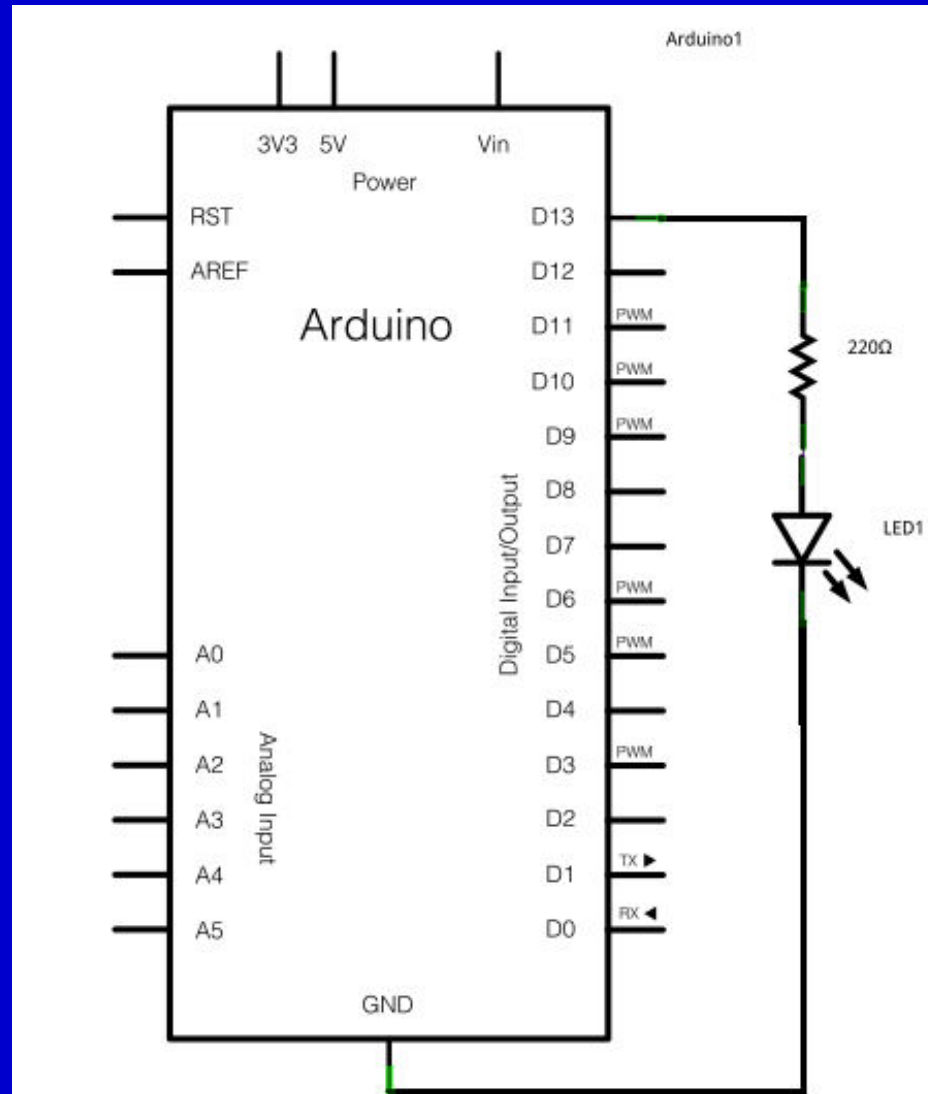 Arduino1
3V3 5V Vin
Power
RST D13
AREF D12
Arduino
D11 PWM
220Ω
D10 PWM
D9 PWM
Digital Input/Output
D8
LED1
D7
D6 PWM
A0 D5 PWM
A1 D4
Analog Input
A2 D3 PWM
A3 D2
A4 D1 TX
A5 D0 RX
GND